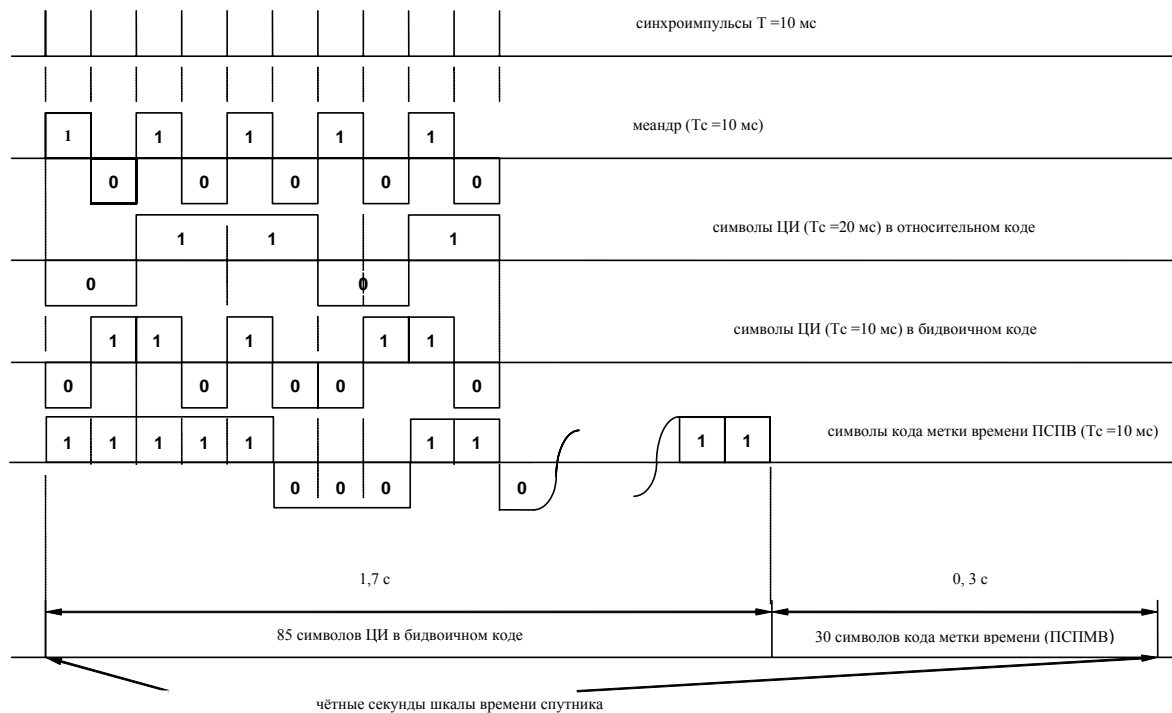 синхроимпульсы Т =10 мс
меандр (Тс =10 мс)
1 1 1 1 1
0 0 0 0 0
символы ЦИ (Тс =20 мс) в относительном коде
1 1 1
0 0
символы ЦИ (Тс =10 мс) в бидвоичном коде
1 1 1 1 1
0 0 0 0 0
символы кода метки времени ПСПВ (Тс =10 мс)
1 1 1 1 1 1 1 1 1
0 0 0 0
1,7 с
0, 3 с
85 символов ЦИ в бидвоичном коде
30 символов кода метки времени (ПСПМВ)
чётные секунды шкалы времени спутника